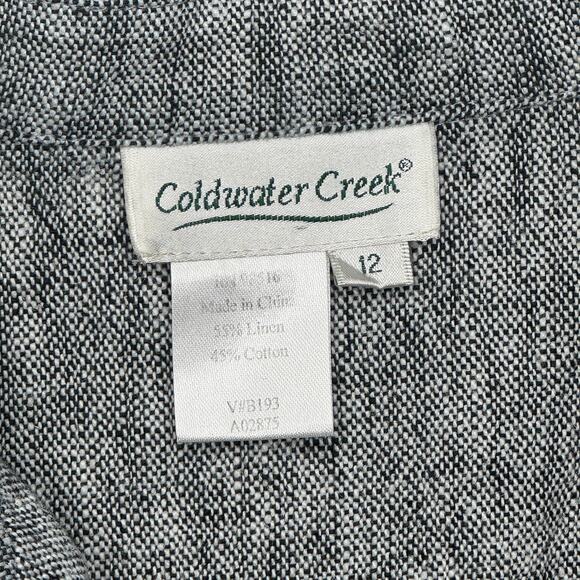 Coldwater Creek®
12
Made in China
55% Linen
45% Cotton
V#B193
A02875